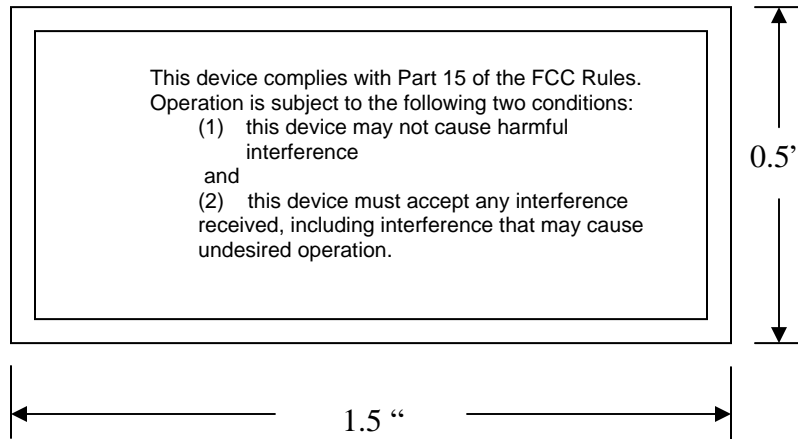 This device complies with Part 15 of the FCC Rules.
Operation is subject to the following two conditions:
(1) this device may not cause harmful
interference
and
(2) this device must accept any interference
received, including interference that may cause
undesired operation.
0.5’
1.5 “